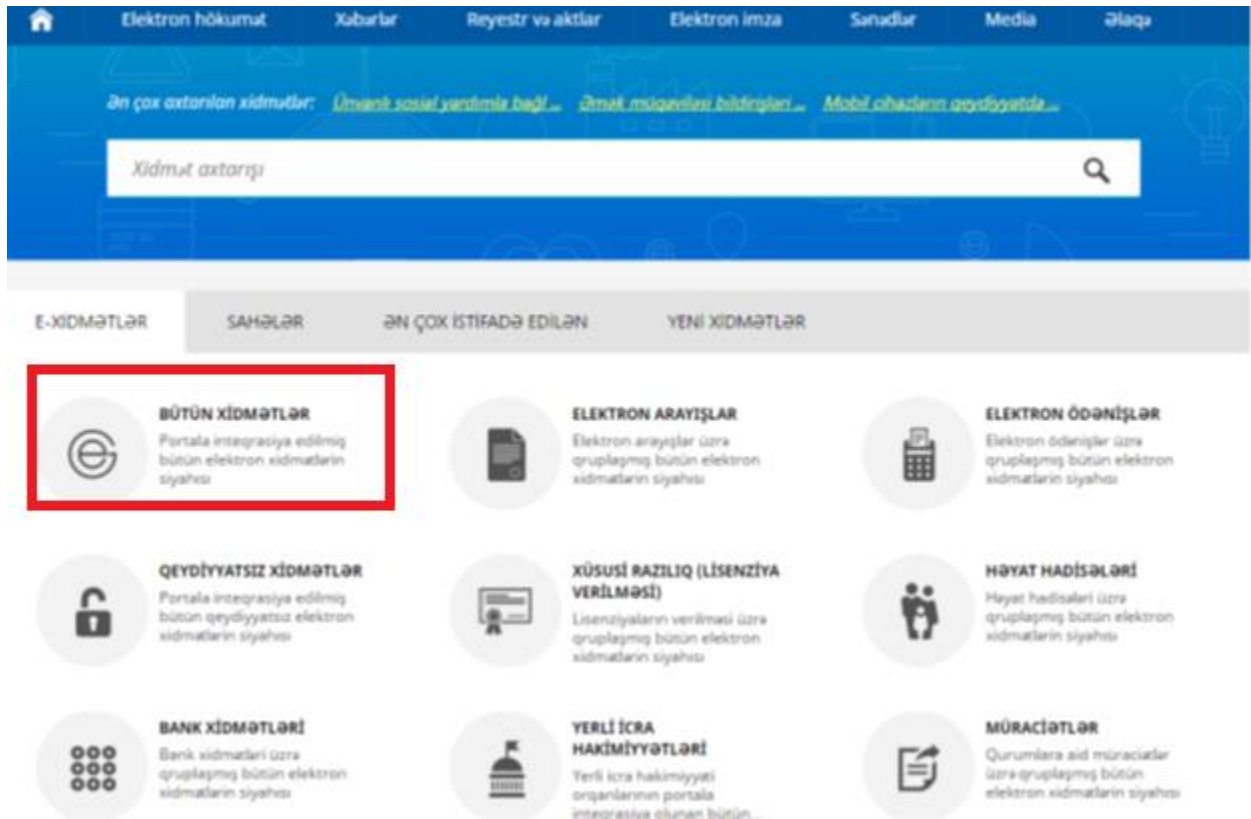 Elektron hökumət Xəbərlər Reyestr və aktlar Elektron imza Sənədlər Media Əlaqə
Ən çox axtarılan xidmətlər: Ünvanlı sosial yardımla bağl ... Əmək müqaviləsi bildirişləri ... Mobil cihazların qeydiyyatda ...
Xidmət axtarışı
E-XİDMƏTLƏR SAHƏLƏR ƏN ÇOX İSTİFADƏ EDİLƏN YENİ XİDMƏTLƏR
BÜTÜN XİDMƏTLƏR
Portala inteqrasiya edilmiş
bütün elektron xidmətlərin
siyahısı
ELEKTRON ARAYIŞLAR
Elektron arayışlar üzrə
qruplaşmış bütün elektron
xidmətlərin siyahısı
ELEKTRON ÖDƏNİŞLƏR
Elektron ödənişlər üzrə
qruplaşmış bütün elektron
xidmətlərin siyahısı
QEYDİYYATSIZ XİDMƏTLƏR
Portala inteqrasiya edilmiş
bütün qeydiyyatsız elektron
xidmətlərin siyahısı
XÜSUSİ RAZILIQ (LİSENZİYA
VERİLMƏSİ)
Lisenziyaların verilməsi üzrə
qruplaşmış bütün elektron
xidmətlərin siyahısı
HƏYAT HADİSƏLƏRİ
Həyat hadisələri üzrə
qruplaşmış bütün elektron
xidmətlərin siyahısı
BANK XİDMƏTLƏRİ
Bank xidmətləri üzrə
qruplaşmış bütün elektron
xidmətlərin siyahısı
YERLİ İCRA
HAKİMİYYƏTLƏRİ
Yerli icra hakimiyyəti
orqanlarının portala
inteqrasiya olunan bütün...
MÜRACİƏTLƏR
Qurumlara aid müraciətlər
üzrə qruplaşmış bütün
elektron xidmətlərin siyahısı